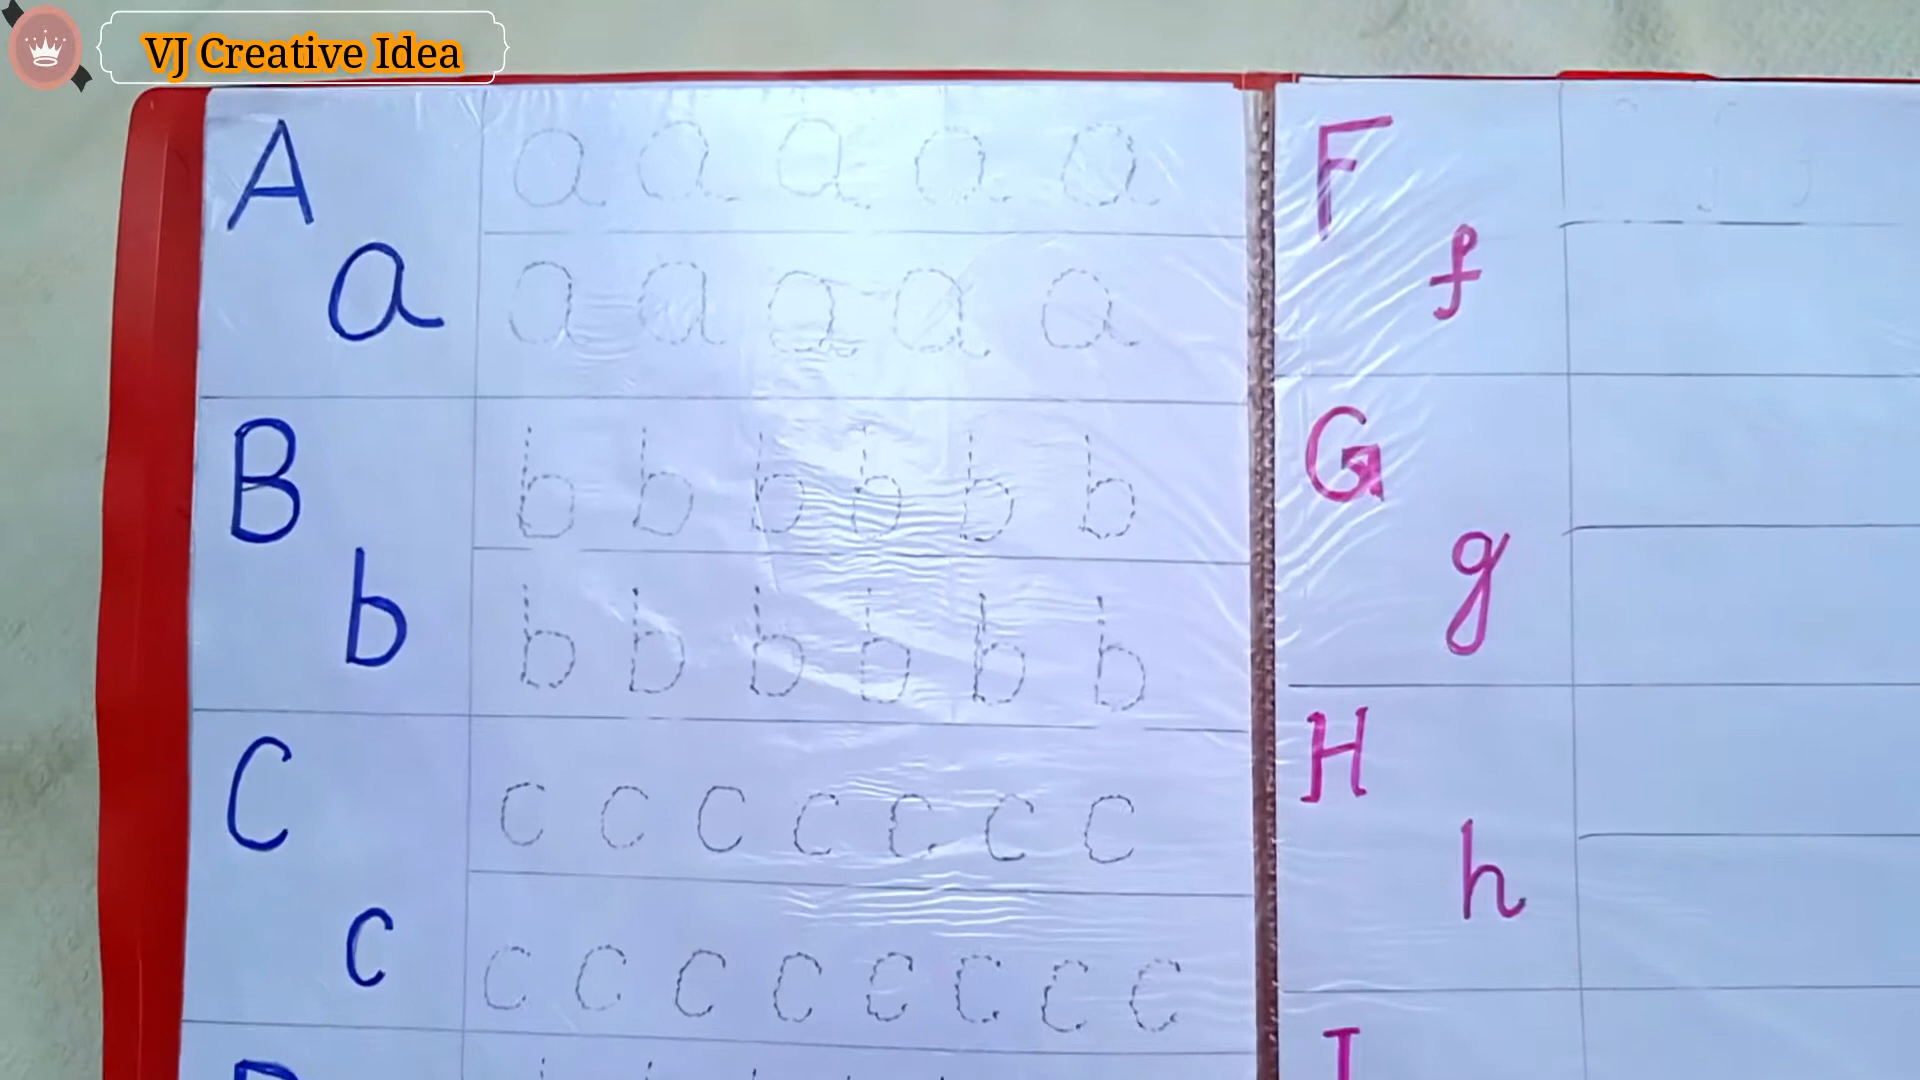 VJ Creative Idea
A a a a a a
a a a a a a
B b b b b b b
b b b b b b b
C c c c c c c c
c c c c c c c c c
F
f
G
g
H
h